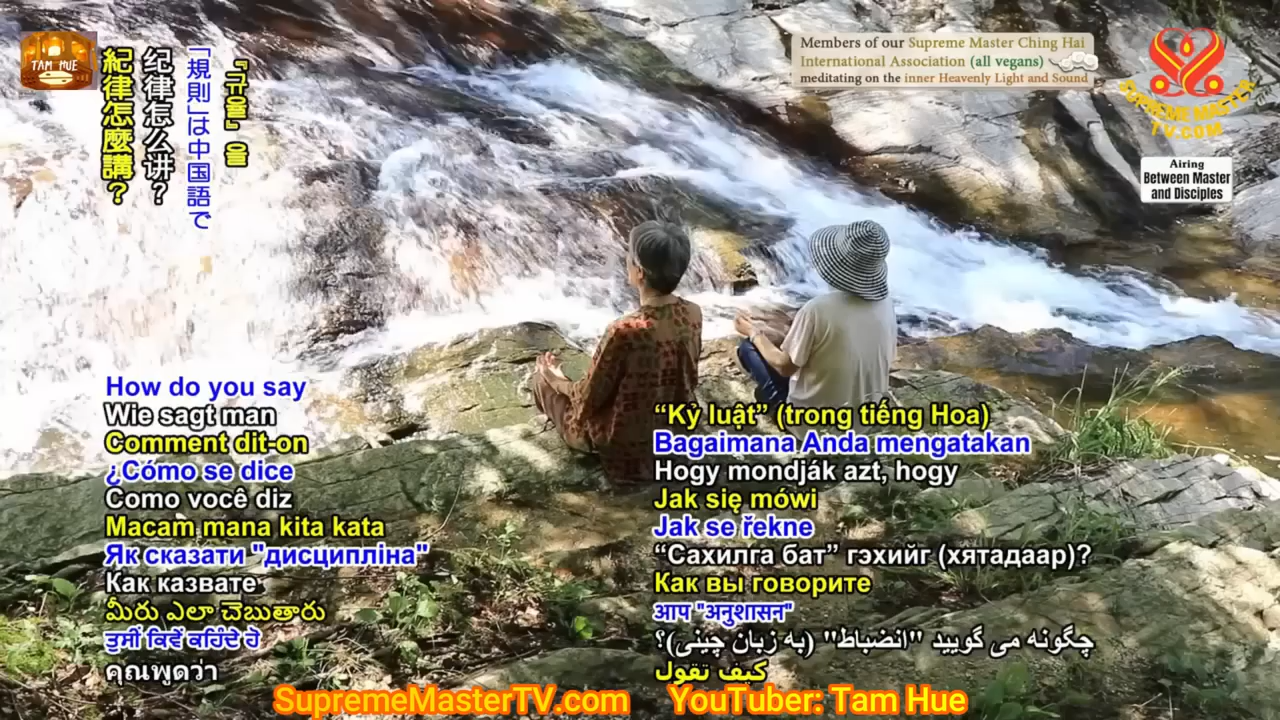 TAM HUE
紀律怎麼講？
纪律怎么讲？
「規則」は中国語で
『규율』을
Members of our Supreme Master Ching Hai
International Association (all vegans)
meditating on the inner Heavenly Light and Sound
SUPREME MASTER
TV.COM
Airing
Between Master
and Disciples
How do you say
Wie sagt man
Comment dit-on
¿Cómo se dice
Como você diz
Macam mana kita kata
Як сказати "дисципліна"
Как казвате
మీరు ఎలా చెబుతారు
ਤੁਸੀਂ ਕਿਵੇਂ ਕਹਿੰਦੇ ਹੋ
คุณพูดว่า
“Kỷ luật” (trong tiếng Hoa)
Bagaimana Anda mengatakan
Hogy mondják azt, hogy
Jak się mówi
Jak se řekne
“Сахилга бат” гэхийг (хятадаар)?
Как вы говорите
आप "अनुशासन"
چگونه می گویید "انضباط" (به زبان چینی)؟
كيف تقول
SupremeMasterTV.com YouTuber: Tam Hue